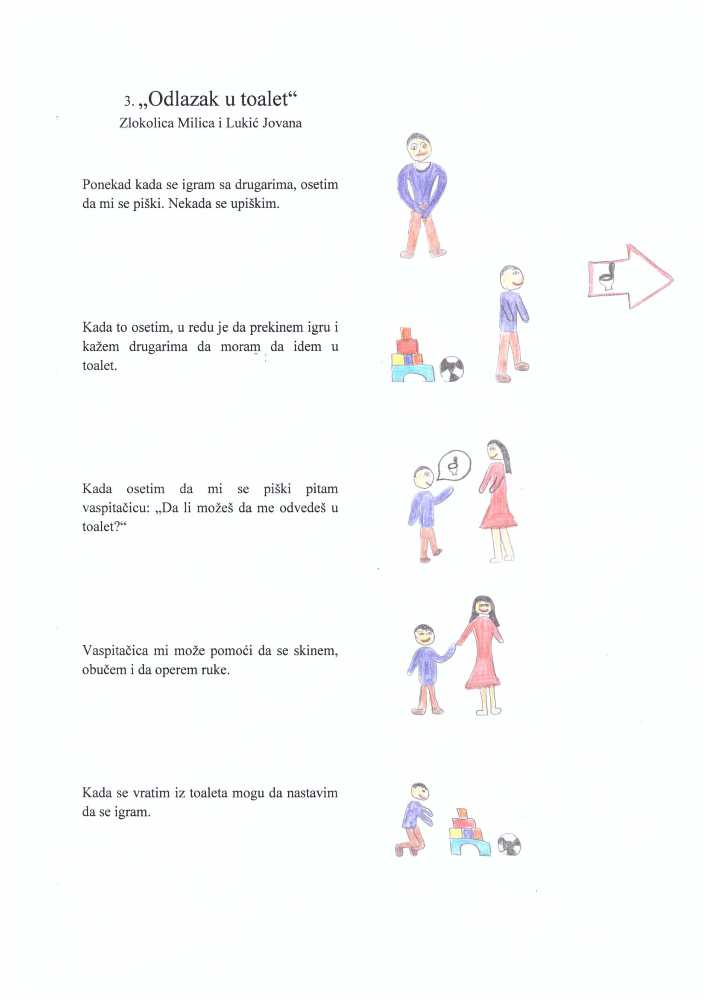 3. „Odlazak u toalet“
Zlokolica Milica i Lukić Jovana
Ponekad kada se igram sa drugarima, osetim
da mi se piški. Nekada se upiškim.
Kada to osetim, u redu je da prekinem igru i
kažem drugarima da moram da idem u
toalet.
Kada osetim da mi se piški pitam
vaspitačicu: „Da li možeš da me odvedeš u
toalet?“
Vaspitačica mi može pomoći da se skinem,
obučem i da operem ruke.
Kada se vratim iz toaleta mogu da nastavim
da se igram.